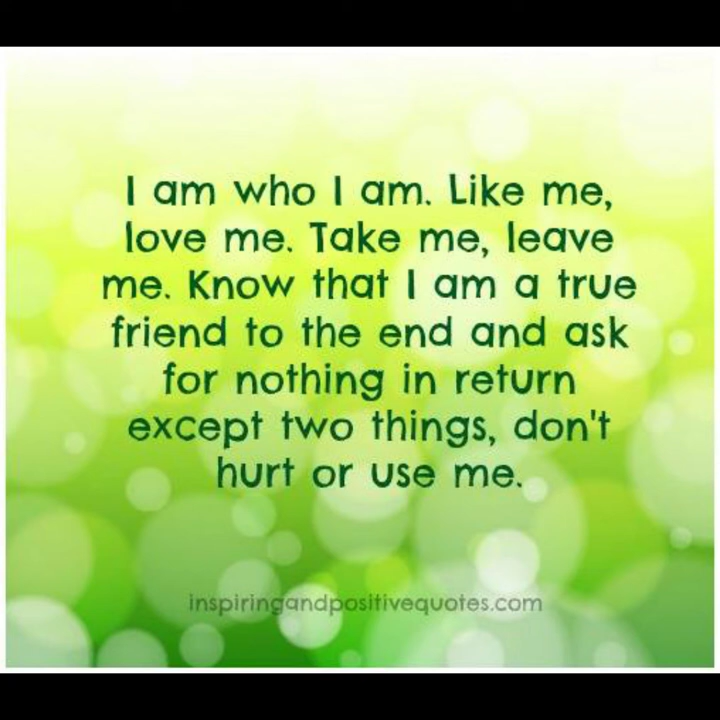 I am who I am. Like me,
love me. Take me, leave
me. Know that I am a true
friend to the end and ask
for nothing in return
except two things, don't
hurt or use me.
inspiringandpositivequotes.com